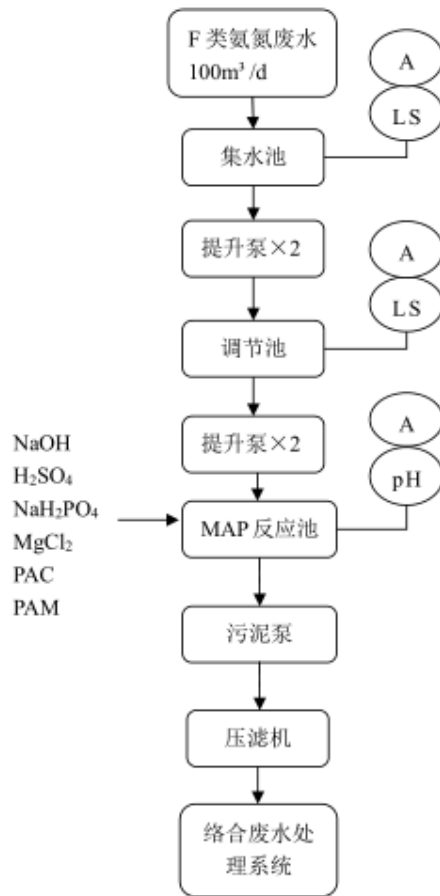 F 类氨氮废水
100m³ /d
A
LS
集水池
提升泵×2
A
LS
调节池
提升泵×2
A
pH
NaOH
H₂SO₄
NaH₂PO₄
MgCl₂
PAC
PAM
MAP 反应池
污泥泵
压滤机
络合废水处
理系统